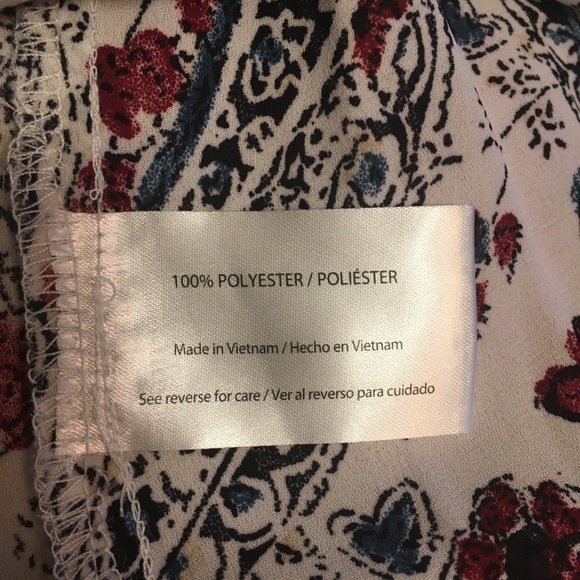 100% POLYESTER / POLIÉSTER
Made in Vietnam / Hecho en Vietnam
See reverse for care / Ver al reverso para cuidado